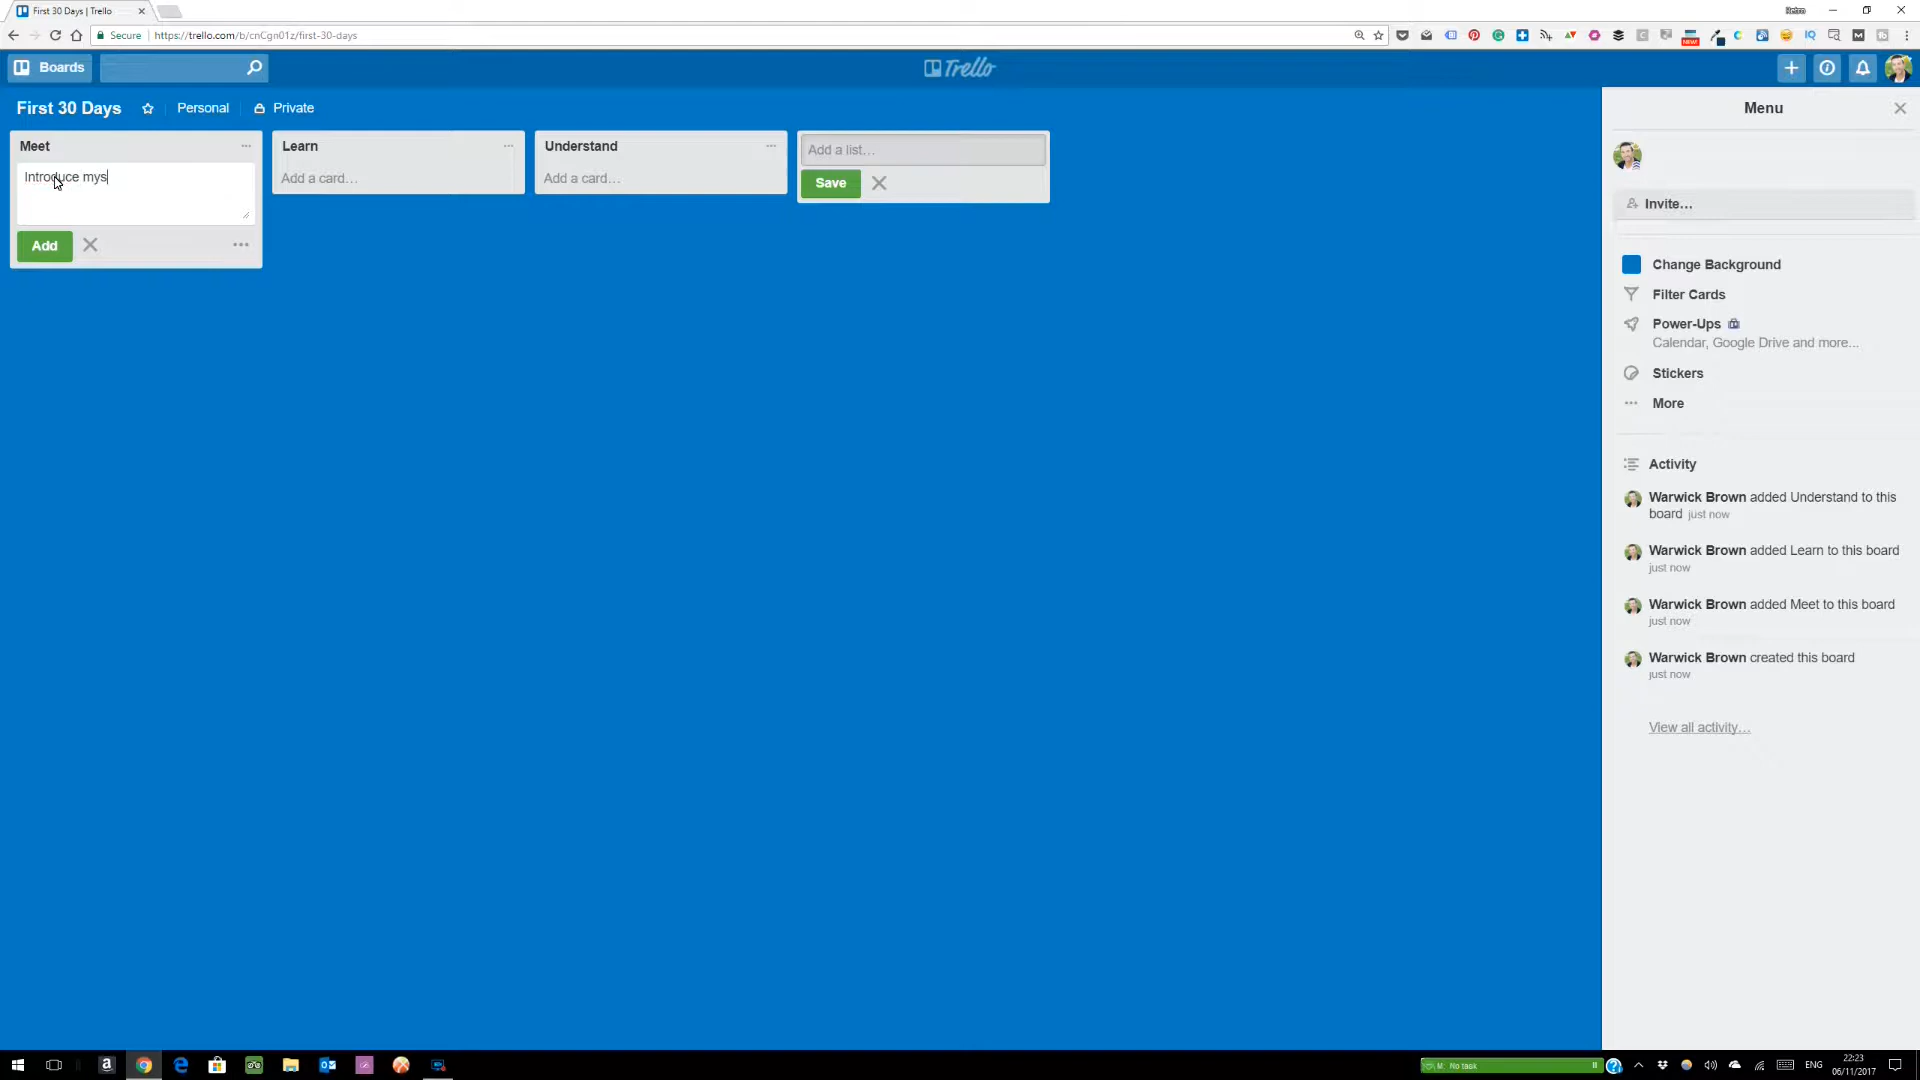 First 30 Days | Trello
Secure
https://trello.com/b/cnCgn01z/first-30-days
NEW
IQ
M
Boards
Trello
First 30 Days
Personal
Private
Meet
Introduce mys
Add
Learn
Add a card…
Understand
Add a card…
Add a list…
Save
Menu
Invite…
Change Background
Filter Cards
Power-Ups
Calendar, Google Drive and more...
Stickers
More
Activity
Warwick Brown added Understand to this
board just now
Warwick Brown added Learn to this board
just now
Warwick Brown added Meet to this board
just now
Warwick Brown created this board
just now
View all activity…
M: No task
ENG
22:23
06/11/2017